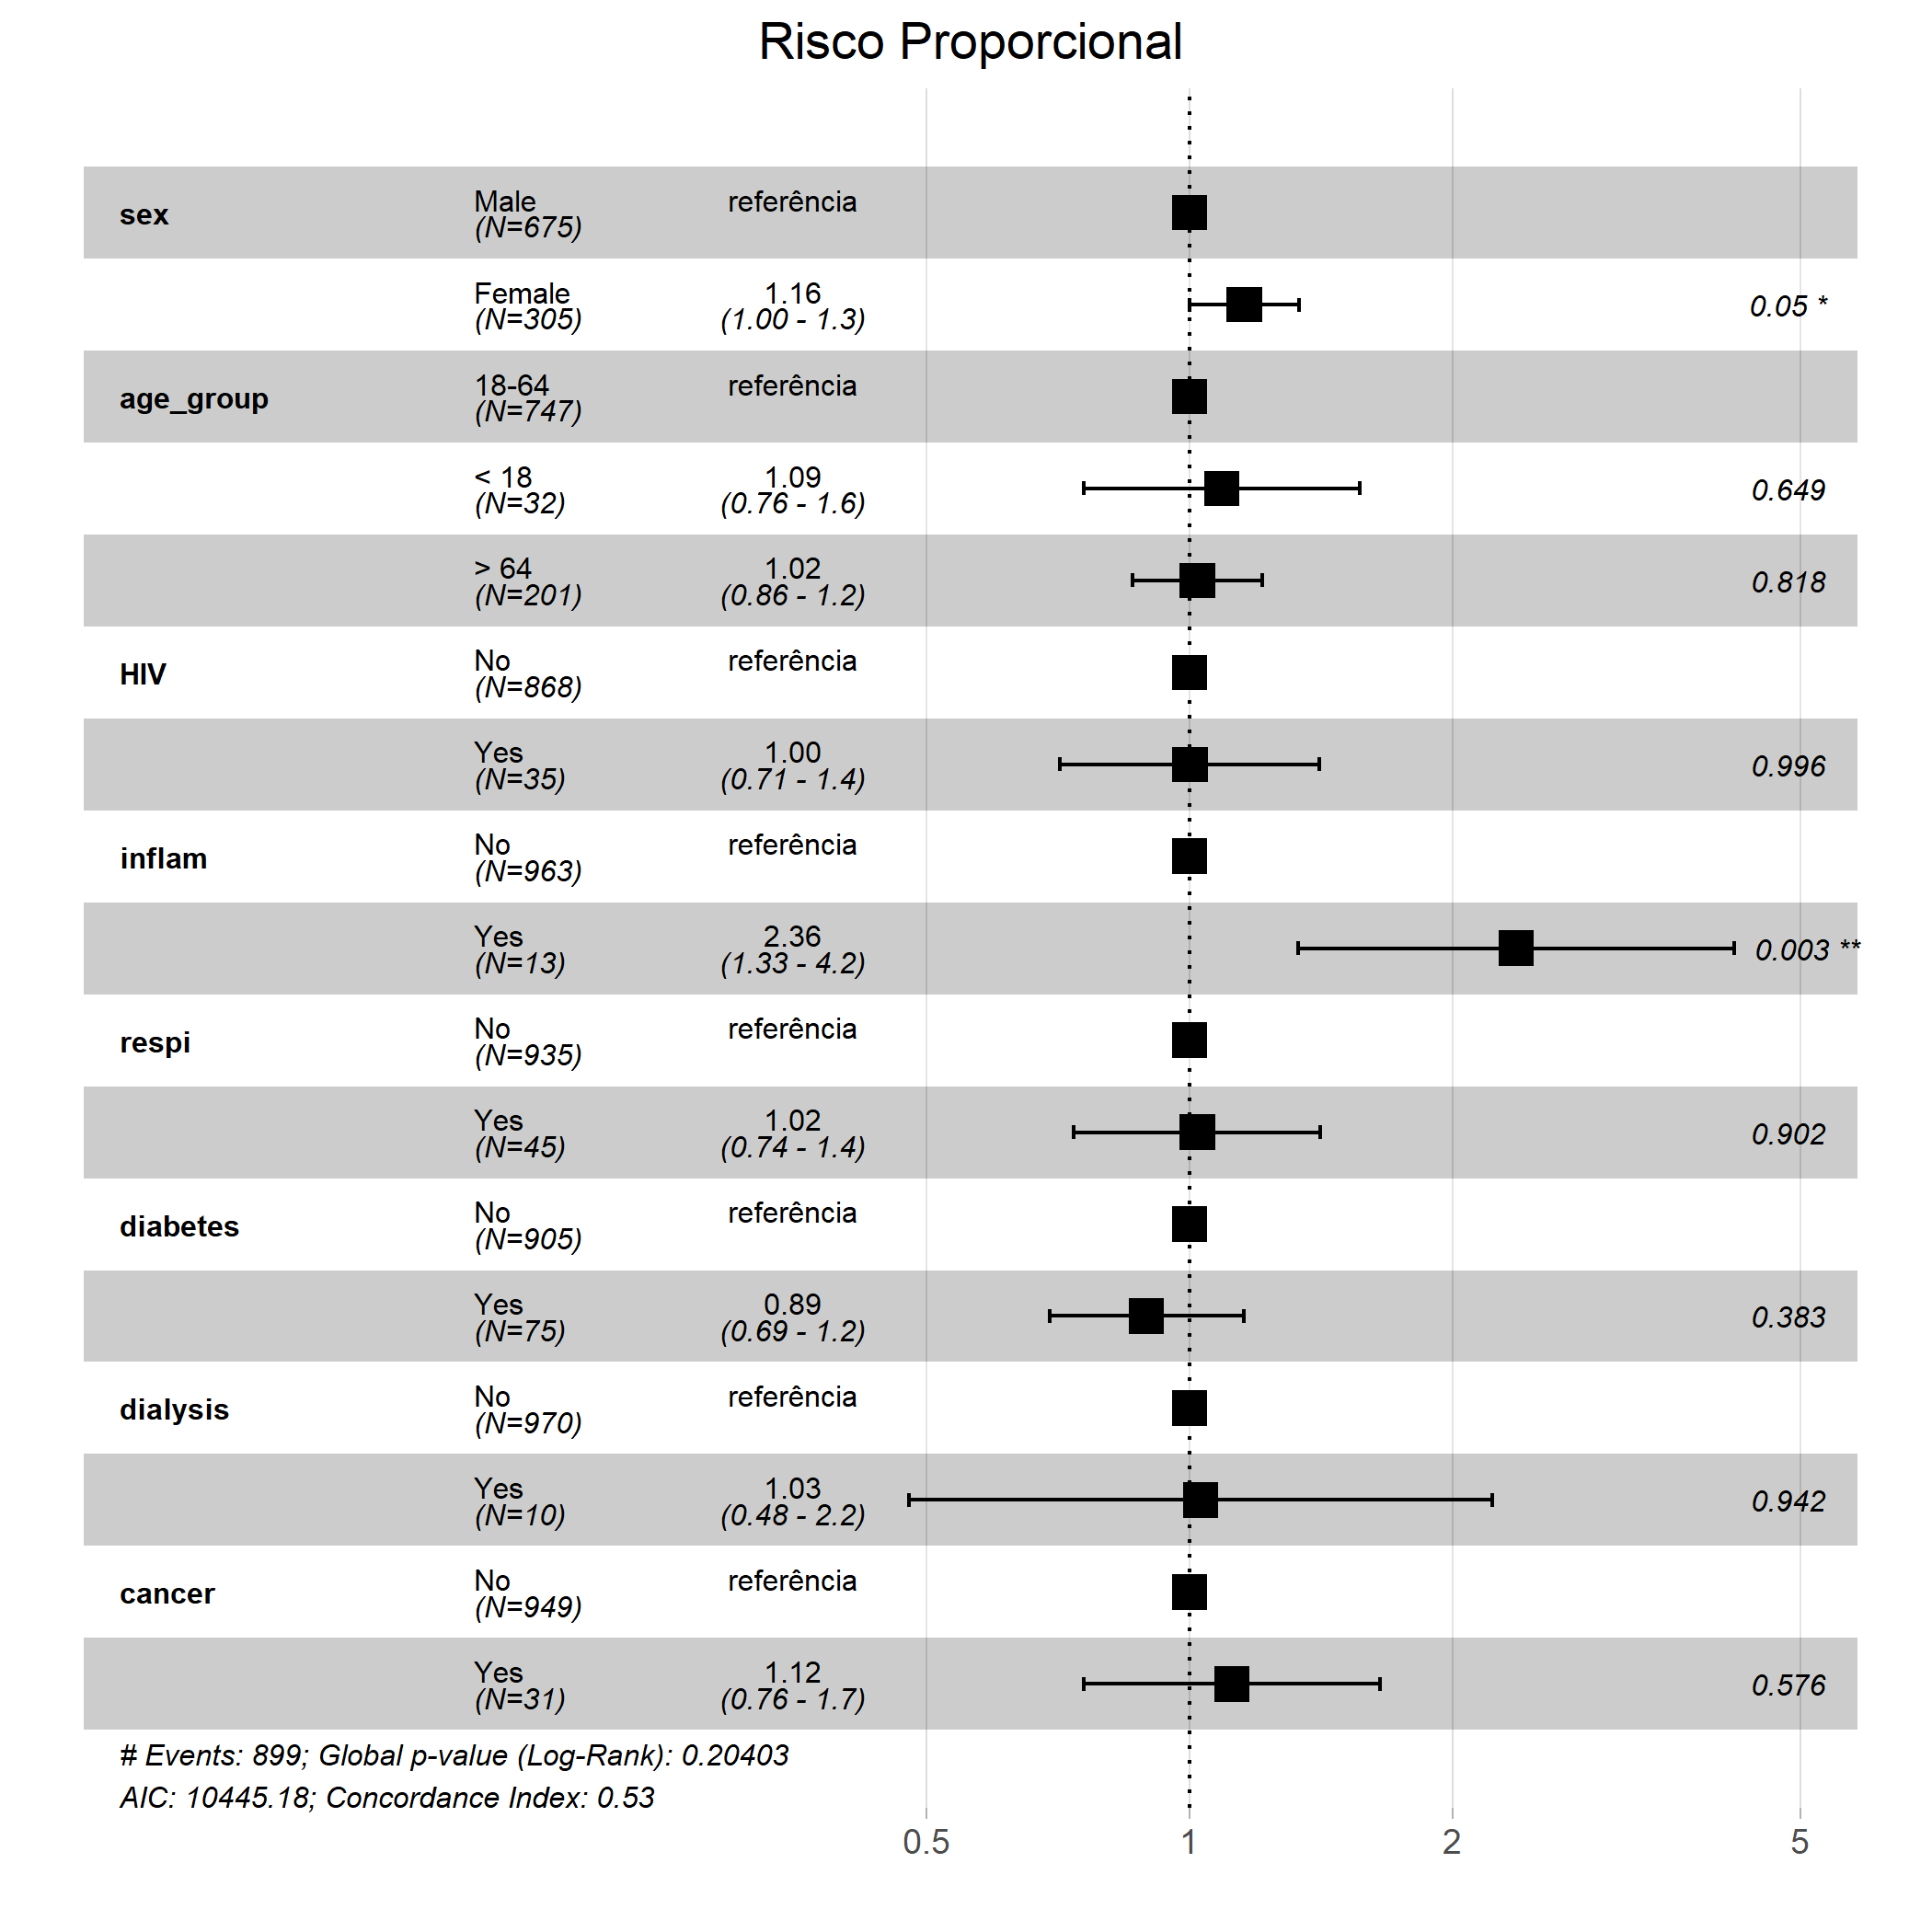 Risco Proporcional
sex
Male
(N=675)
referência
Female
(N=305)
1.16
(1.00 - 1.3)
0.05 *
age_group
18-64
(N=747)
referência
< 18
(N=32)
1.09
(0.76 - 1.6)
0.649
> 64
(N=201)
1.02
(0.86 - 1.2)
0.818
HIV
No
(N=868)
referência
Yes
(N=35)
1.00
(0.71 - 1.4)
0.996
inflam
No
(N=963)
referência
Yes
(N=13)
2.36
(1.33 - 4.2)
0.003 **
respi
No
(N=935)
referência
Yes
(N=45)
1.02
(0.74 - 1.4)
0.902
diabetes
No
(N=905)
referência
Yes
(N=75)
0.89
(0.69 - 1.2)
0.383
dialysis
No
(N=970)
referência
Yes
(N=10)
1.03
(0.48 - 2.2)
0.942
cancer
No
(N=949)
referência
Yes
(N=31)
1.12
(0.76 - 1.7)
0.576
# Events: 899; Global p-value (Log-Rank): 0.20403
AIC: 10445.18; Concordance Index: 0.53
0.5 1 2 5